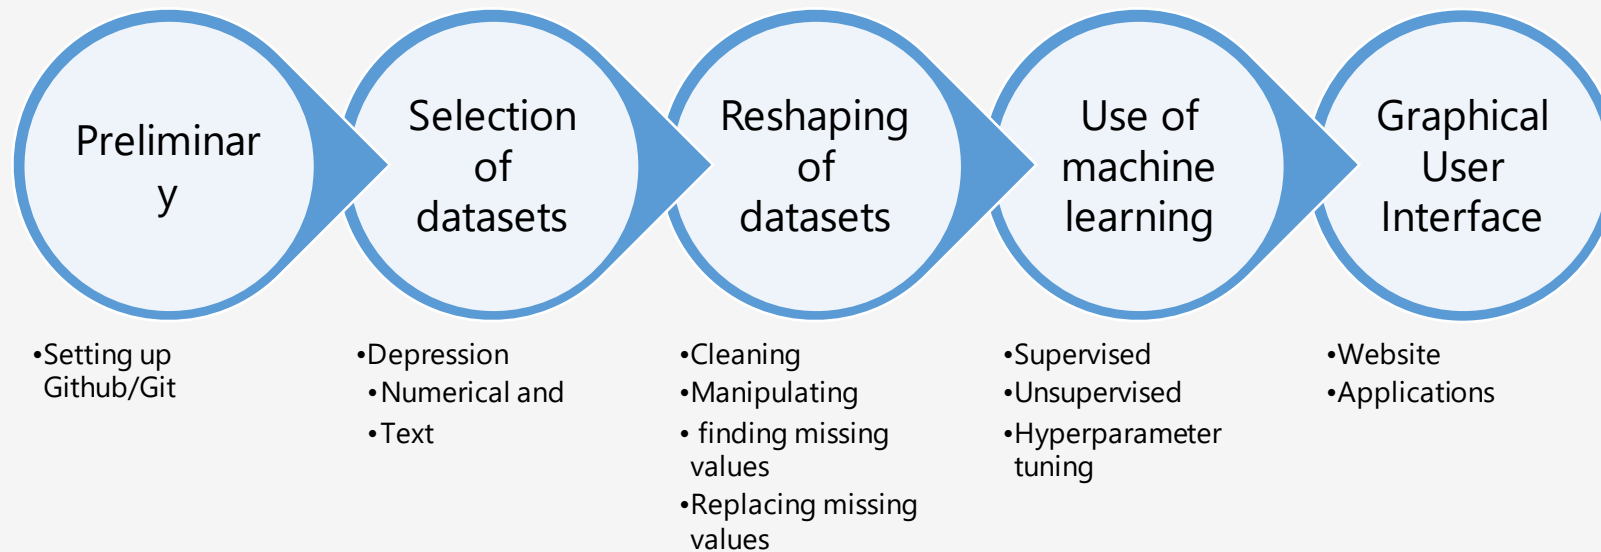 Preliminar
y
Selection
of
datasets
Reshaping
of
datasets
Use of
machine
learning
Graphical
User
Interface
•Setting up
Github/Git
•Depression
•Numerical and
•Text
•Cleaning
•Manipulating
• finding missing
values
•Replacing missing
values
•Supervised
•Unsupervised
•Hyperparameter
tuning
•Website
•Applications